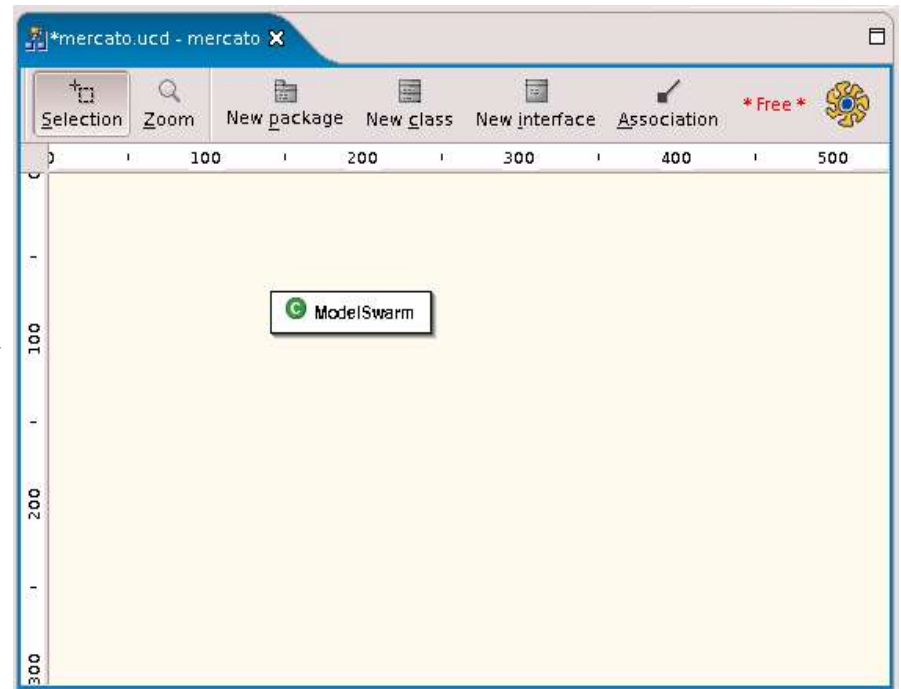 *mercato.ucd - mercato
Selection Zoom New package New class New interface Association * Free *
0 100 200 300 400 500
0
100
200
300
C ModelSwarm